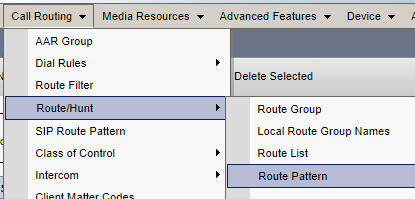 Call Routing Media Resources Advanced Features Device
AAR Group
Dial Rules
Delete Selected
Route Filter
Route/Hunt
Route Group
SIP Route Pattern
Local Route Group Names
Class of Control
Route List
Intercom
Route Pattern
Client Matter Codes